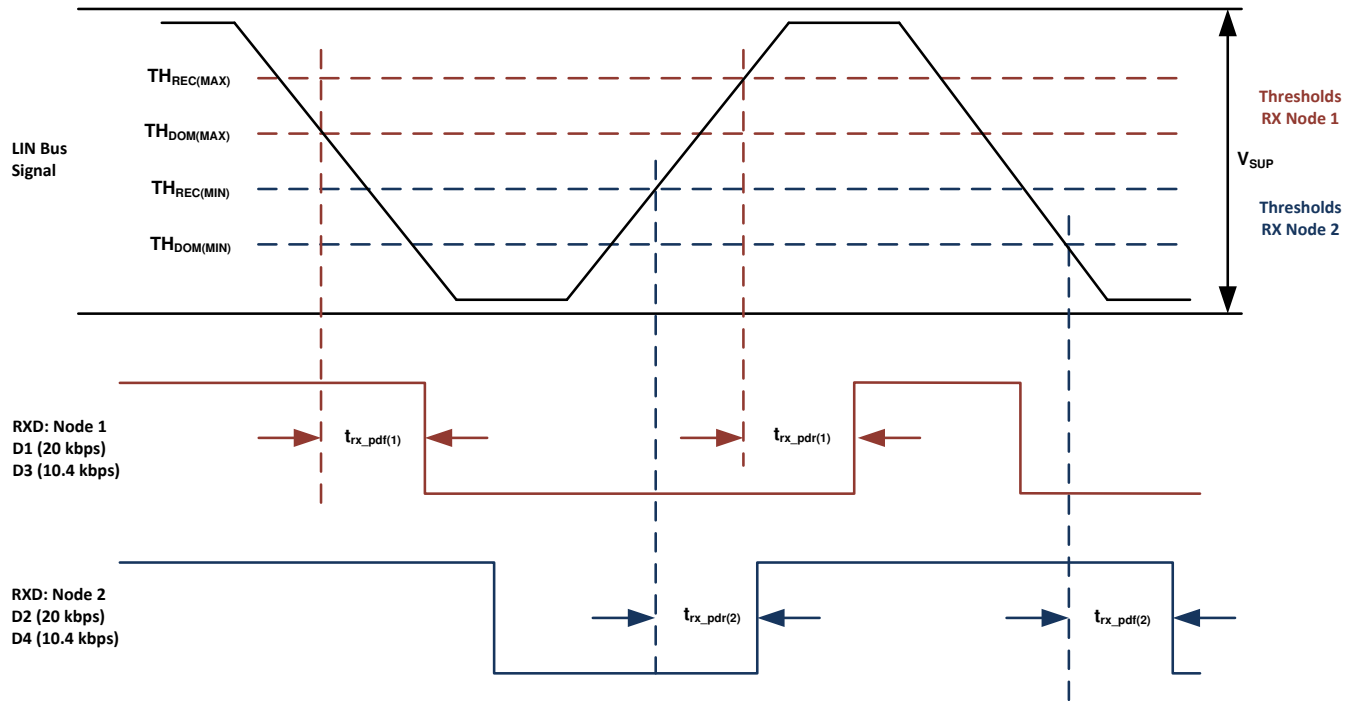 TH_REC(MAX)
TH_DOM(MAX)
TH_REC(MIN)
TH_DOM(MIN)
LIN Bus
Signal
Thresholds
RX Node 1
V_SUP
Thresholds
RX Node 2
RXD: Node 1
D1 (20 kbps)
D3 (10.4 kbps)
t_rx_pdf(1)
t_rx_pdr(1)
RXD: Node 2
D2 (20 kbps)
D4 (10.4 kbps)
t_rx_pdr(2)
t_rx_pdf(2)